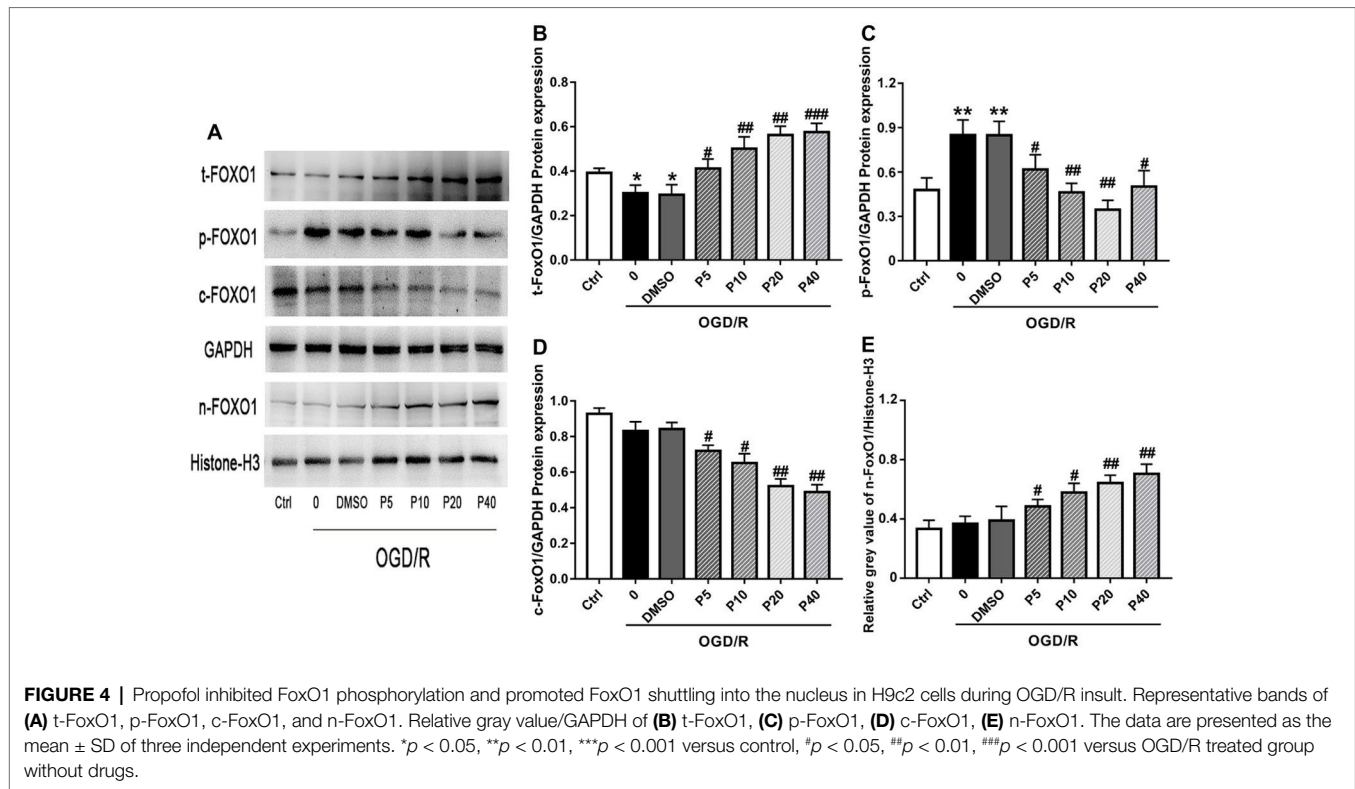 A
t-FOXO1
p-FOXO1
c-FOXO1
GAPDH
n-FOXO1
Histone-H3
Ctrl 0 DMSO P5 P10 P20 P40
OGD/R
B
t-FoxO1/GAPDH Protein expression
0.8
0.6
0.4
0.2
0.0
* * # ## ## ###
Ctrl 0 DMSO P5 P10 P20 P40
OGD/R
C
p-FoxO1/GAPDH Protein expression
1.2
0.9
0.6
0.3
0.0
** ** # ## ## #
Ctrl 0 DMSO P5 P10 P20 P40
OGD/R
D
c-FoxO1/GAPDH Protein expression
1.0
0.8
0.6
0.4
0.2
0.0
# # ## ##
Ctrl 0 DMSO P5 P10 P20 P40
OGD/R
E
Relative grey value of n-FoxO1/Histone-H3
1.2
0.8
0.4
0
# # ## ##
Ctrl 0 DMSO P5 P10 P20 P40
OGD/R
FIGURE 4 | Propofol inhibited FoxO1 phosphorylation and promoted FoxO1 shuttling into the nucleus in H9c2 cells during OGD/R insult. Representative bands of
(A) t-FoxO1, p-FoxO1, c-FoxO1, and n-FoxO1. Relative gray value/GAPDH of (B) t-FoxO1, (C) p-FoxO1, (D) c-FoxO1, (E) n-FoxO1. The data are presented as the
mean ± SD of three independent experiments. *p < 0.05, **p < 0.01, ***p < 0.001 versus control, #p < 0.05, ##p < 0.01, ###p < 0.001 versus OGD/R treated group
without drugs.